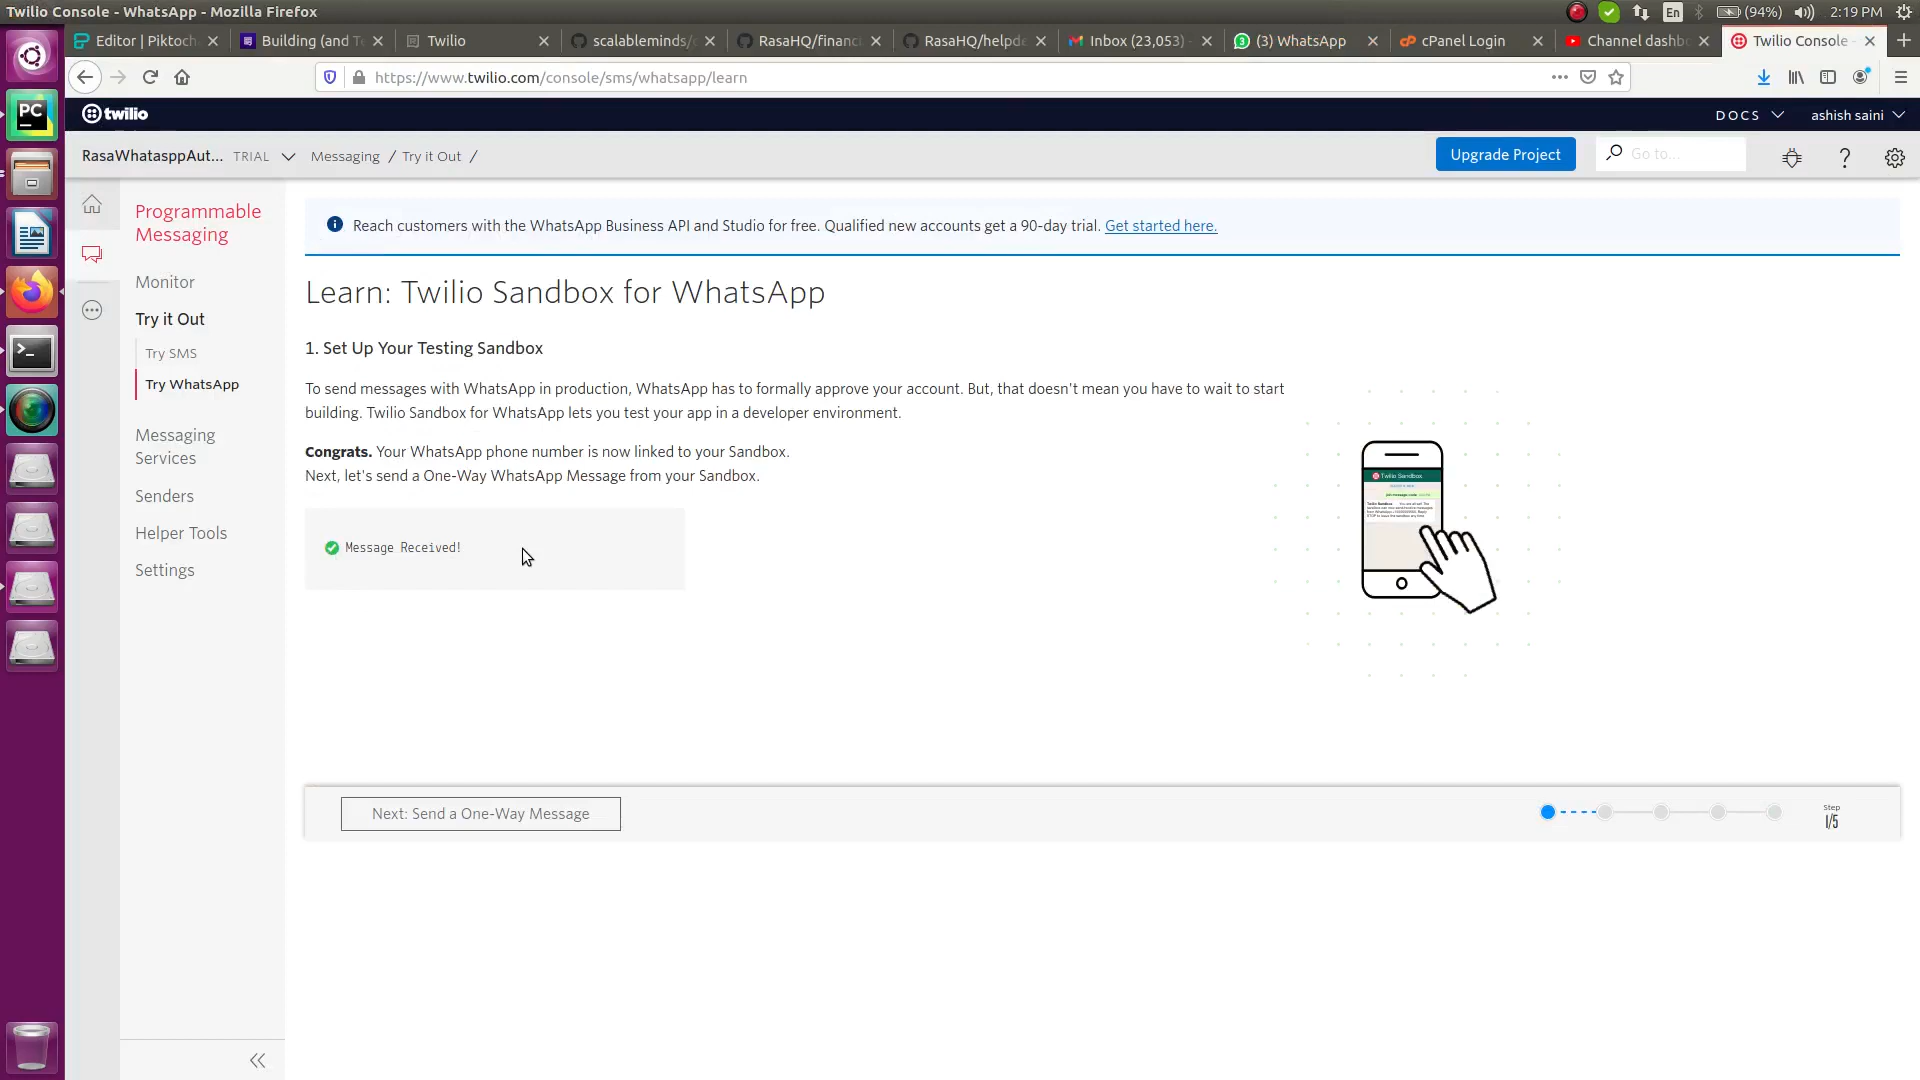 Twilio Console - WhatsApp - Mozilla Firefox
En
(94%)
2:19 PM
Editor | Piktoch
Building (and T
Twilio
scalableminds/
RasaHQ/financ
RasaHQ/helpde
Inbox (23,053) -
(3) WhatsApp
cPanel Login
Channel dashbo
Twilio Console -
https://www.twilio.com/console/sms/whatsapp/learn
twilio
DOCS
ashish saini
RasaWhatasppAut...
TRIAL
Messaging / Try it Out /
Upgrade Project
Go to...
Programmable
Messaging
Monitor
Try it Out
Try SMS
Try WhatsApp
Messaging
Services
Senders
Helper Tools
Settings
Reach customers with the WhatsApp Business API and Studio for free. Qualified new accounts get a 90-day trial. Get started here.
Learn: Twilio Sandbox for WhatsApp
1. Set Up Your Testing Sandbox
To send messages with WhatsApp in production, WhatsApp has to formally approve your account. But, that doesn't mean you have to wait to start
building. Twilio Sandbox for WhatsApp lets you test your app in a developer environment.
Congrats. Your WhatsApp phone number is now linked to your Sandbox.
Next, let's send a One-Way WhatsApp Message from your Sandbox.
Message Received!
Twilio Sandbox
Next: Send a One-Way Message
Step
1/5
PC